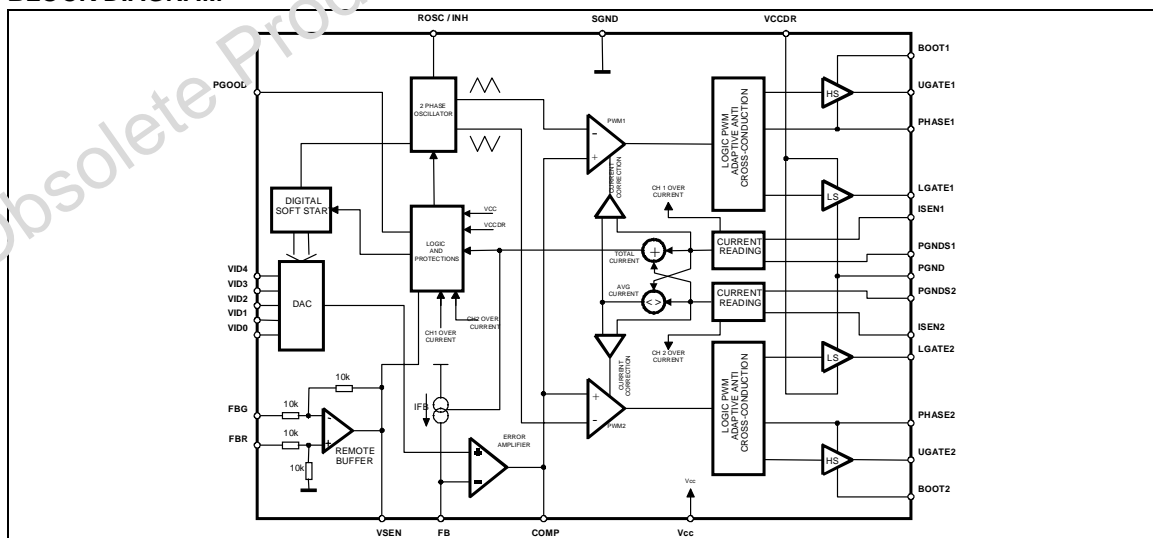 BLOCK DIAGRAM
Obsolete Prod
ROSC / INH
SGND
VCCDR
BOOT1
PGOOD
2 PHASE
OSCILLATOR
PWM1
-
+
LOGIC PWM
ADAPTIVE ANTI
CROSS-CONDUCTION
HS
UGATE1
PHASE1
CURRENT
CORRECTION
DIGITAL
SOFT START
LOGIC
AND
PROTECTIONS
VCC
VCCDR
CH 1 OVER
CURRENT
LS
LGATE1
ISEN1
TOTAL
CURRENT
+
CURRENT
READING
PGNDS1
PGND
VID4
VID3
VID2
VID1
VID0
DAC
AVG
CURRENT
< >
CURRENT
READING
PGNDS2
ISEN2
CH1 OVER
CURRENT
CH2 OVER
CURRENT
CH 2 OVER
CURRENT
LOGIC PWM
ADAPTIVE ANTI
CROSS-CONDUCTION
LS
LGATE2
CURRENT
CORRECTION
10k
IFB
+
-
PWM2
FBG
10k
-
+
REMOTE
BUFFER
FBR
10k
10k
ERROR
AMPLIFIER
+
-
PHASE2
HS
UGATE2
BOOT2
Vcc
VSEN
FB
COMP
Vcc